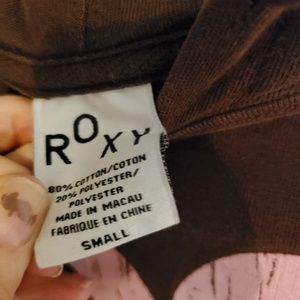 ROXY
80% COTTON/COTON
20% POLYESTER/
POLYESTER
MADE IN MACAU
FABRIQUE EN CHINE
SMALL